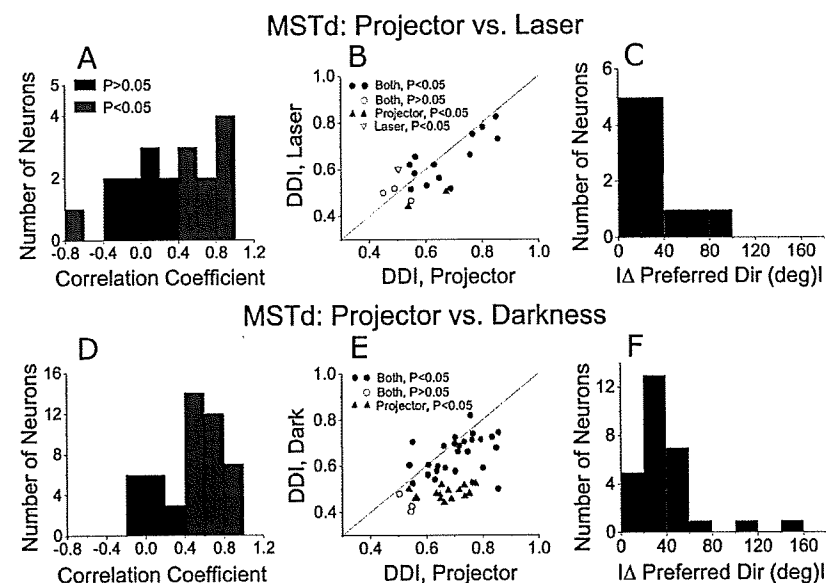 MSTd: Projector vs. Laser
A
B
C
Number of Neurons
5
4
2
0
P>0.05
P<0.05
-0.8 -0.4 0.0 0.4 0.8 1.2
Correlation Coefficient
DDI, Laser
1.0
0.8
0.6
0.4
Both, P<0.05
Both, P>0.05
Projector, P<0.05
Laser, P<0.05
0.4 0.6 0.8 1.0
DDI, Projector
Number of Neurons
6
4
2
0
0 40 80 120 160
|Δ Preferred Dir (deg)|
MSTd: Projector vs. Darkness
D
E
F
Number of Neurons
16
12
8
4
0
-0.8 -0.4 0.0 0.4 0.8 1.2
Correlation Coefficient
DDI, Dark
1.0
0.8
0.6
0.4
Both, P<0.05
Both, P>0.05
Projector, P<0.05
0.4 0.6 0.8 1.0
DDI, Projector
Number of Neurons
12
8
4
0
0 40 80 120 160
|Δ Preferred Dir (deg)|